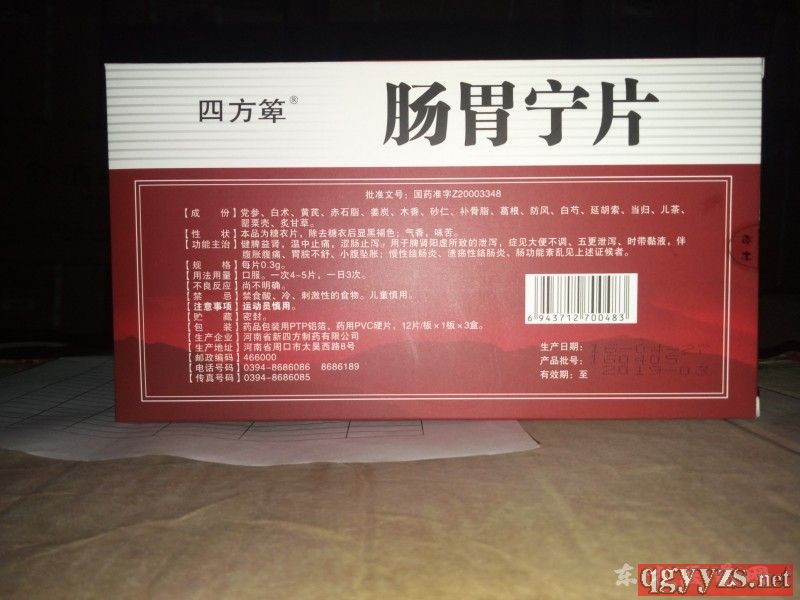 四方箄®
肠胃宁片
批准文号：国药准字Z20003348
【成　份】党参、白术、黄芪、赤石脂、姜炭、木香、砂仁、补骨脂、葛根、防风、白芍、延胡索、当归、儿茶、
罂粟壳、炙甘草。
【性　状】本品为糖衣片，除去糖衣后显黑褐色；气香，味苦。
【功能主治】健脾益肾，温中止痛，涩肠止泻。用于脾肾阳虚所致的泄泻，症见大便不调、五更泄泻、时带黏液，伴
腹胀腹痛、胃脘不舒、小腹坠胀；慢性结肠炎、溃疡性结肠炎、肠功能紊乱见上述证候者。
【规　格】每片0.3g。
【用法用量】口服。一次4-5片，一日3次。
【不良反应】尚不明确。
【禁　忌】禁食酸、冷、刺激性的食物。儿童慎用。
【注意事项】运动员慎用。
【贮　藏】密封。
【包　装】药品包装用PTP铝箔、药用PVC硬片，12片/板×1板×3盒。
【生产企业】河南省新四方制药有限公司
【生产地址】河南省周口市太昊西路8号
【邮政编码】466000
【电话号码】0394-8686086　8686189
【传真号码】0394-8686085
6 943712 700483
生产日期：
产品批号：160405
有效期：至 2019-03
qgyyzs.net